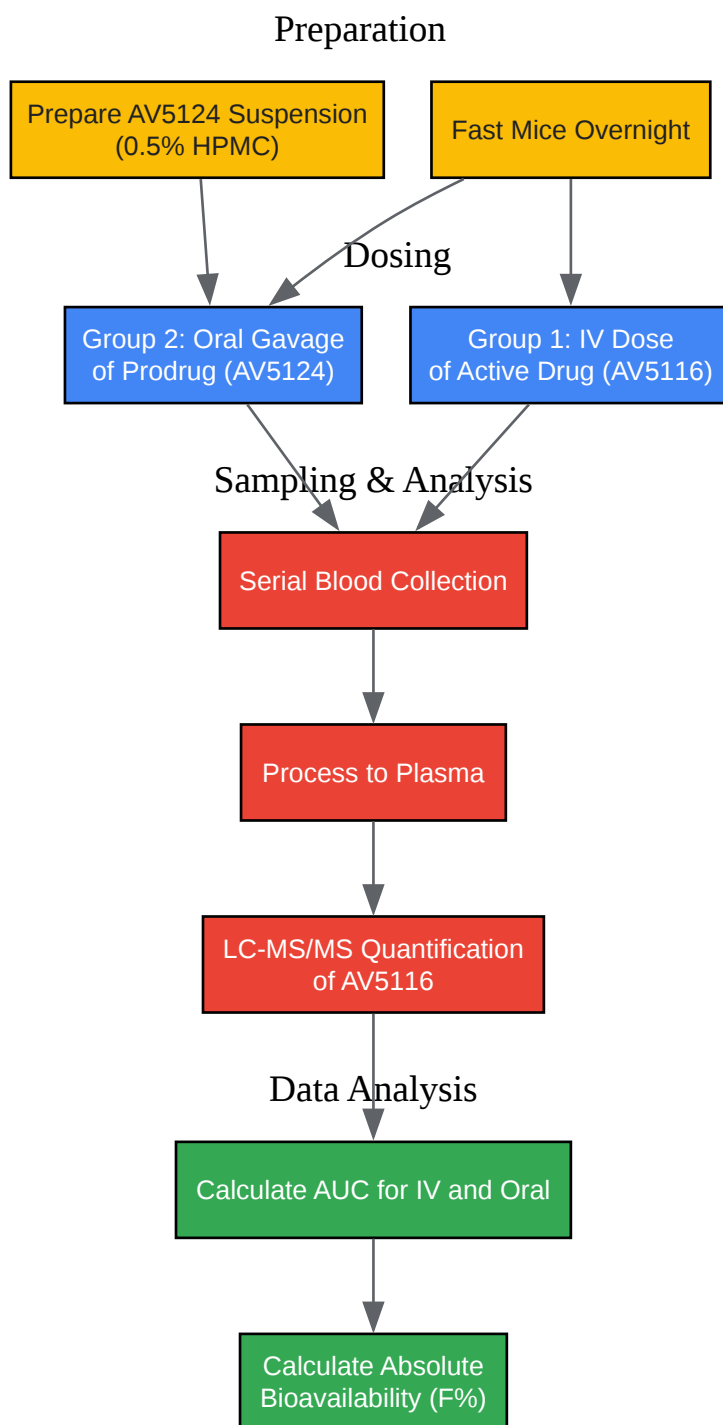 Preparation
Prepare AV5124 Suspension
(0.5% HPMC)
Fast Mice Overnight
Dosing
Group 2: Oral Gavage
of Prodrug (AV5124)
Group 1: IV Dose
of Active Drug (AV5116)
Sampling & Analysis
Serial Blood Collection
Process to Plasma
LC-MS/MS Quantification
of AV5116
Data Analysis
Calculate AUC for IV and Oral
Calculate Absolute
Bioavailability (F%)